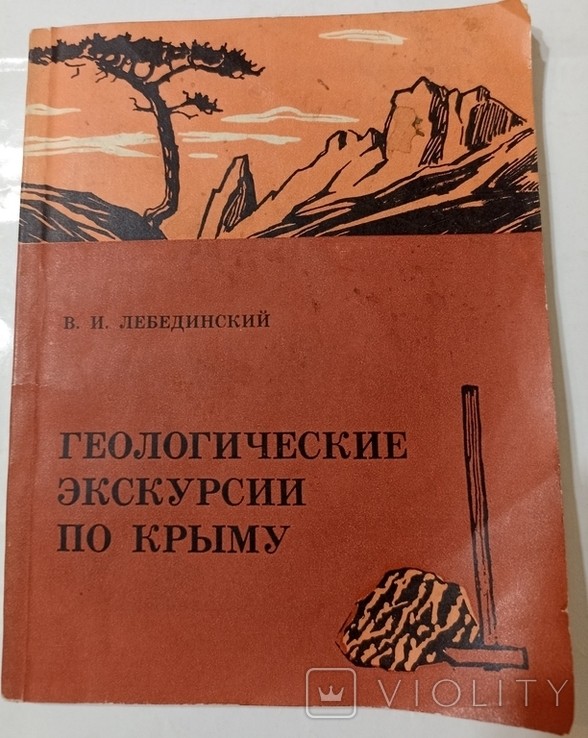 В. И. ЛЕБЕДИНСКИЙ
ГЕОЛОГИЧЕСКИЕ
ЭКСКУРСИИ
ПО КРЫМУ
VIOLITY